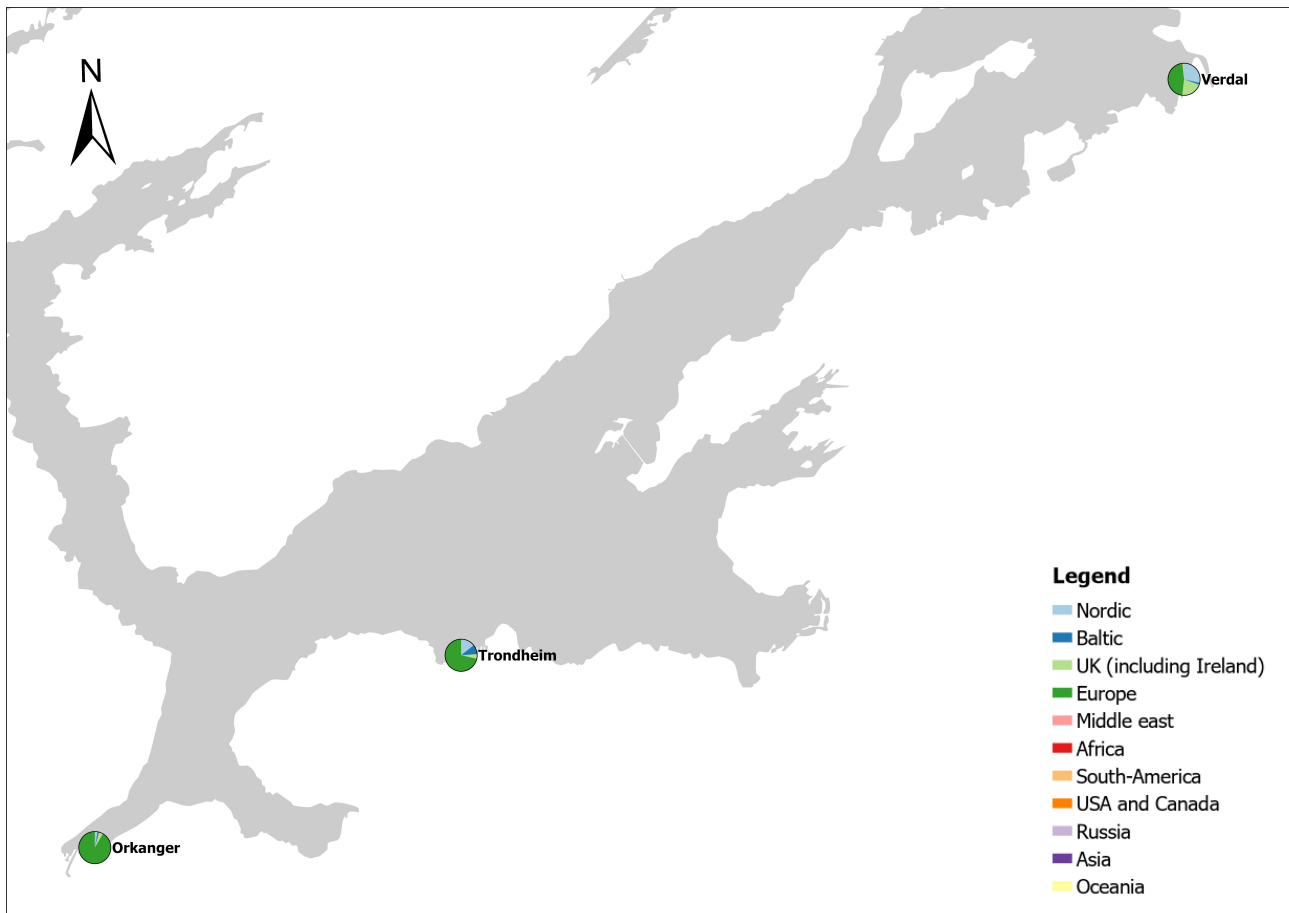 N
Verdal
Trondheim
Orkanger
Legend
Nordic
Baltic
UK (including Ireland)
Europe
Middle east
Africa
South-America
USA and Canada
Russia
Asia
Oceania